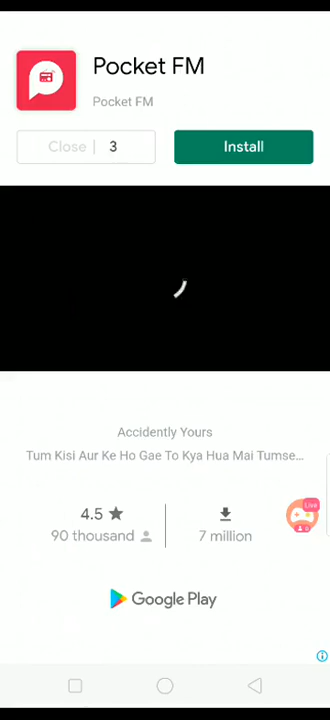 Pocket FM
Pocket FM
Close | 3
Install
Accidently Yours
Tum Kisi Aur Ke Ho Gae To Kya Hua Mai Tumse...
4.5
90 thousand
7 million
Live
Google Play